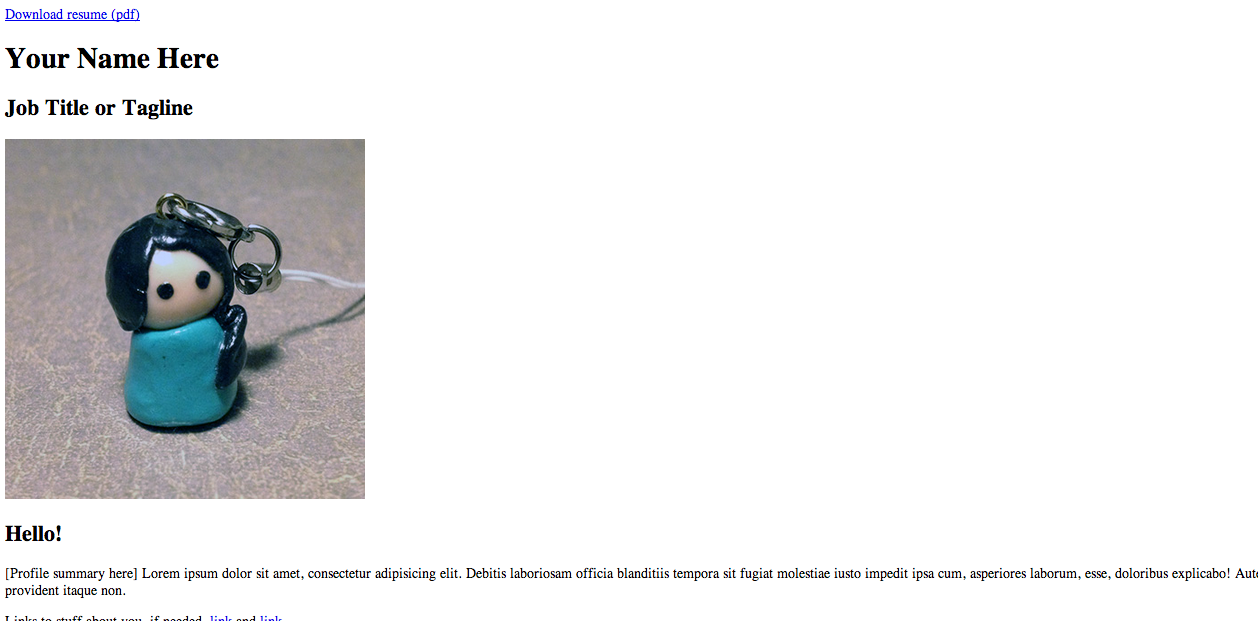 Download resume (pdf)
Your Name Here
Job Title or Tagline
Hello!
[Profile summary here] Lorem ipsum dolor sit amet, consectetur adipisicing elit. Debitis laboriosam officia blanditiis tempora sit fugiat molestiae iusto impedit ipsa cum, asperiores laborum, esse, doloribus explicabo!
provident itaque non.
Links to stuff about you, if needed, link and link